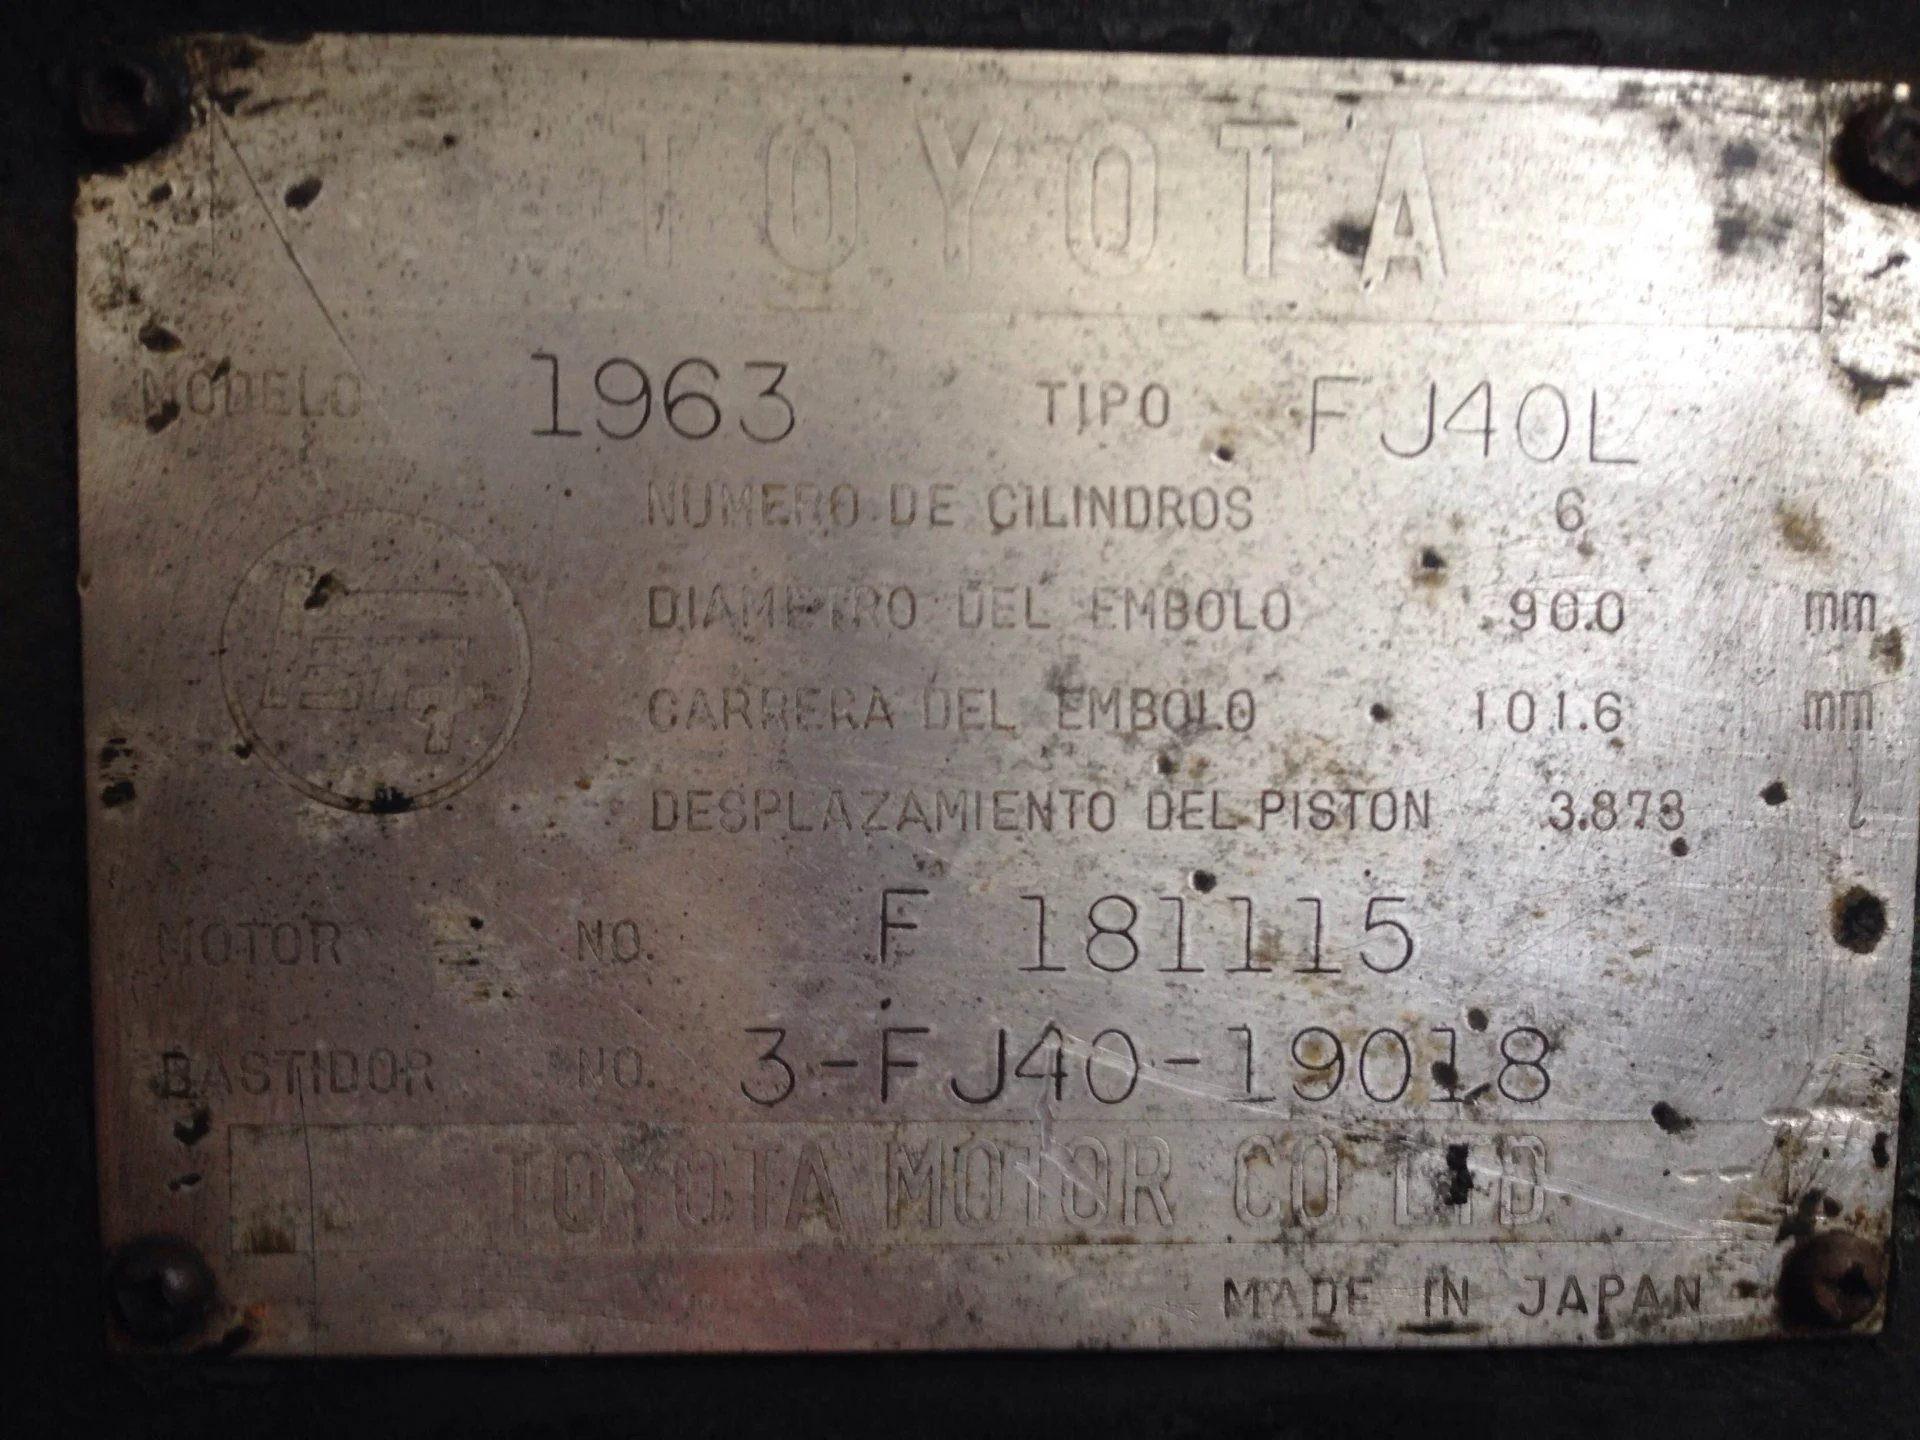 TOYOTA
MODELO 1963 TIPO FJ40L
NUMERO DE CILINDROS 6
DIAMETRO DEL EMBOLO 90.0 mm
CARRERA DEL EMBOLO 101.6 mm
DESPLAZAMIENTO DEL PISTON 3.878 l
MOTOR NO. F 181115
BASTIDOR NO. 3-FJ40-19018
TOYOTA MOTOR CO. LTD
MADE IN JAPAN